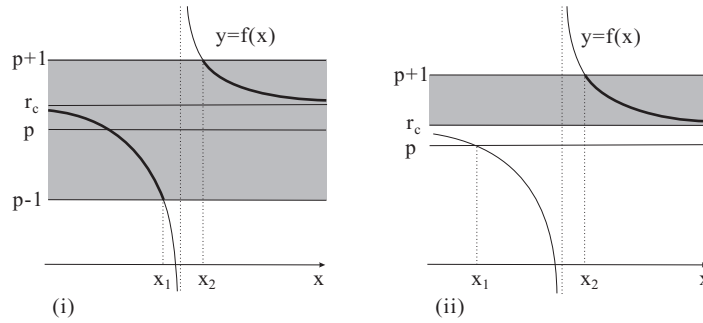 y=f(x)
p+1
r_c
p
p-1
x_1
x_2
x
(i)
y=f(x)
p+1
r_c
p
x_1
x_2
x
(ii)